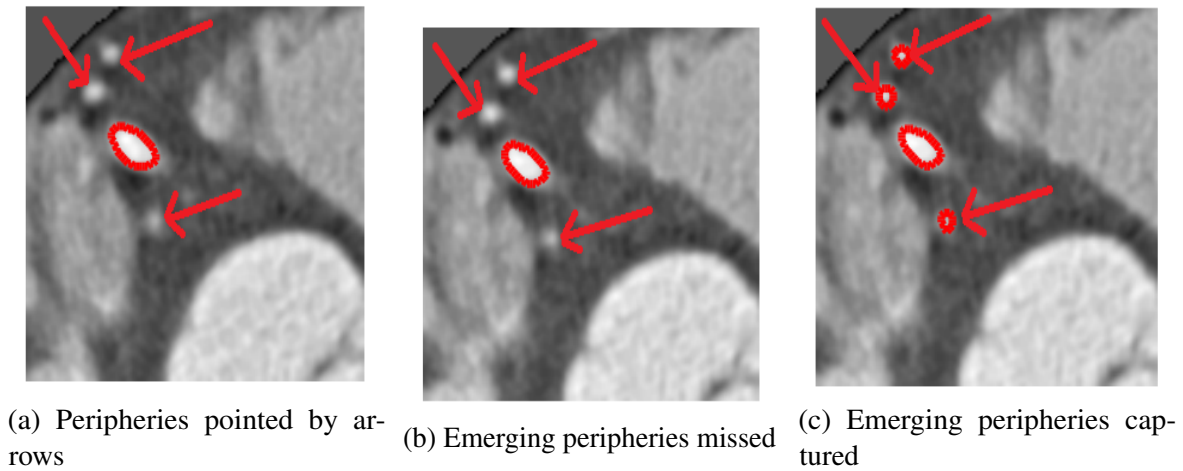 (a) Peripheries pointed by ar-
rows
(b) Emerging peripheries missed
(c) Emerging peripheries cap-
tured